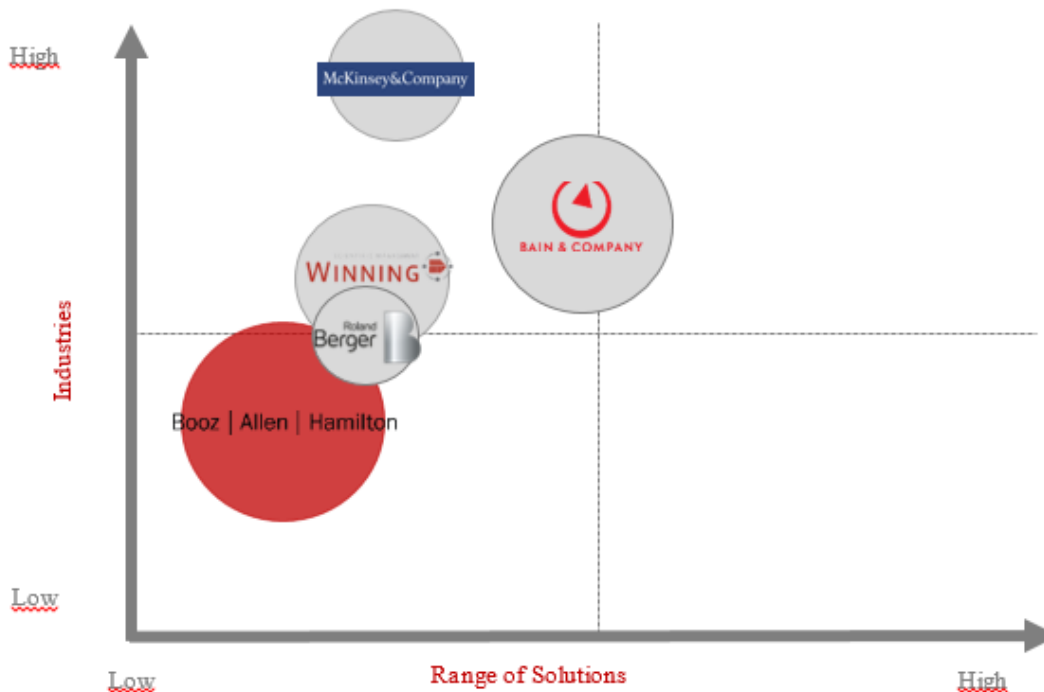 High
McKinsey&Company
BAIN & COMPANY
WINNING
Roland
Berger
Industries
Booz | Allen | Hamilton
Low
Low
Range of Solutions
High